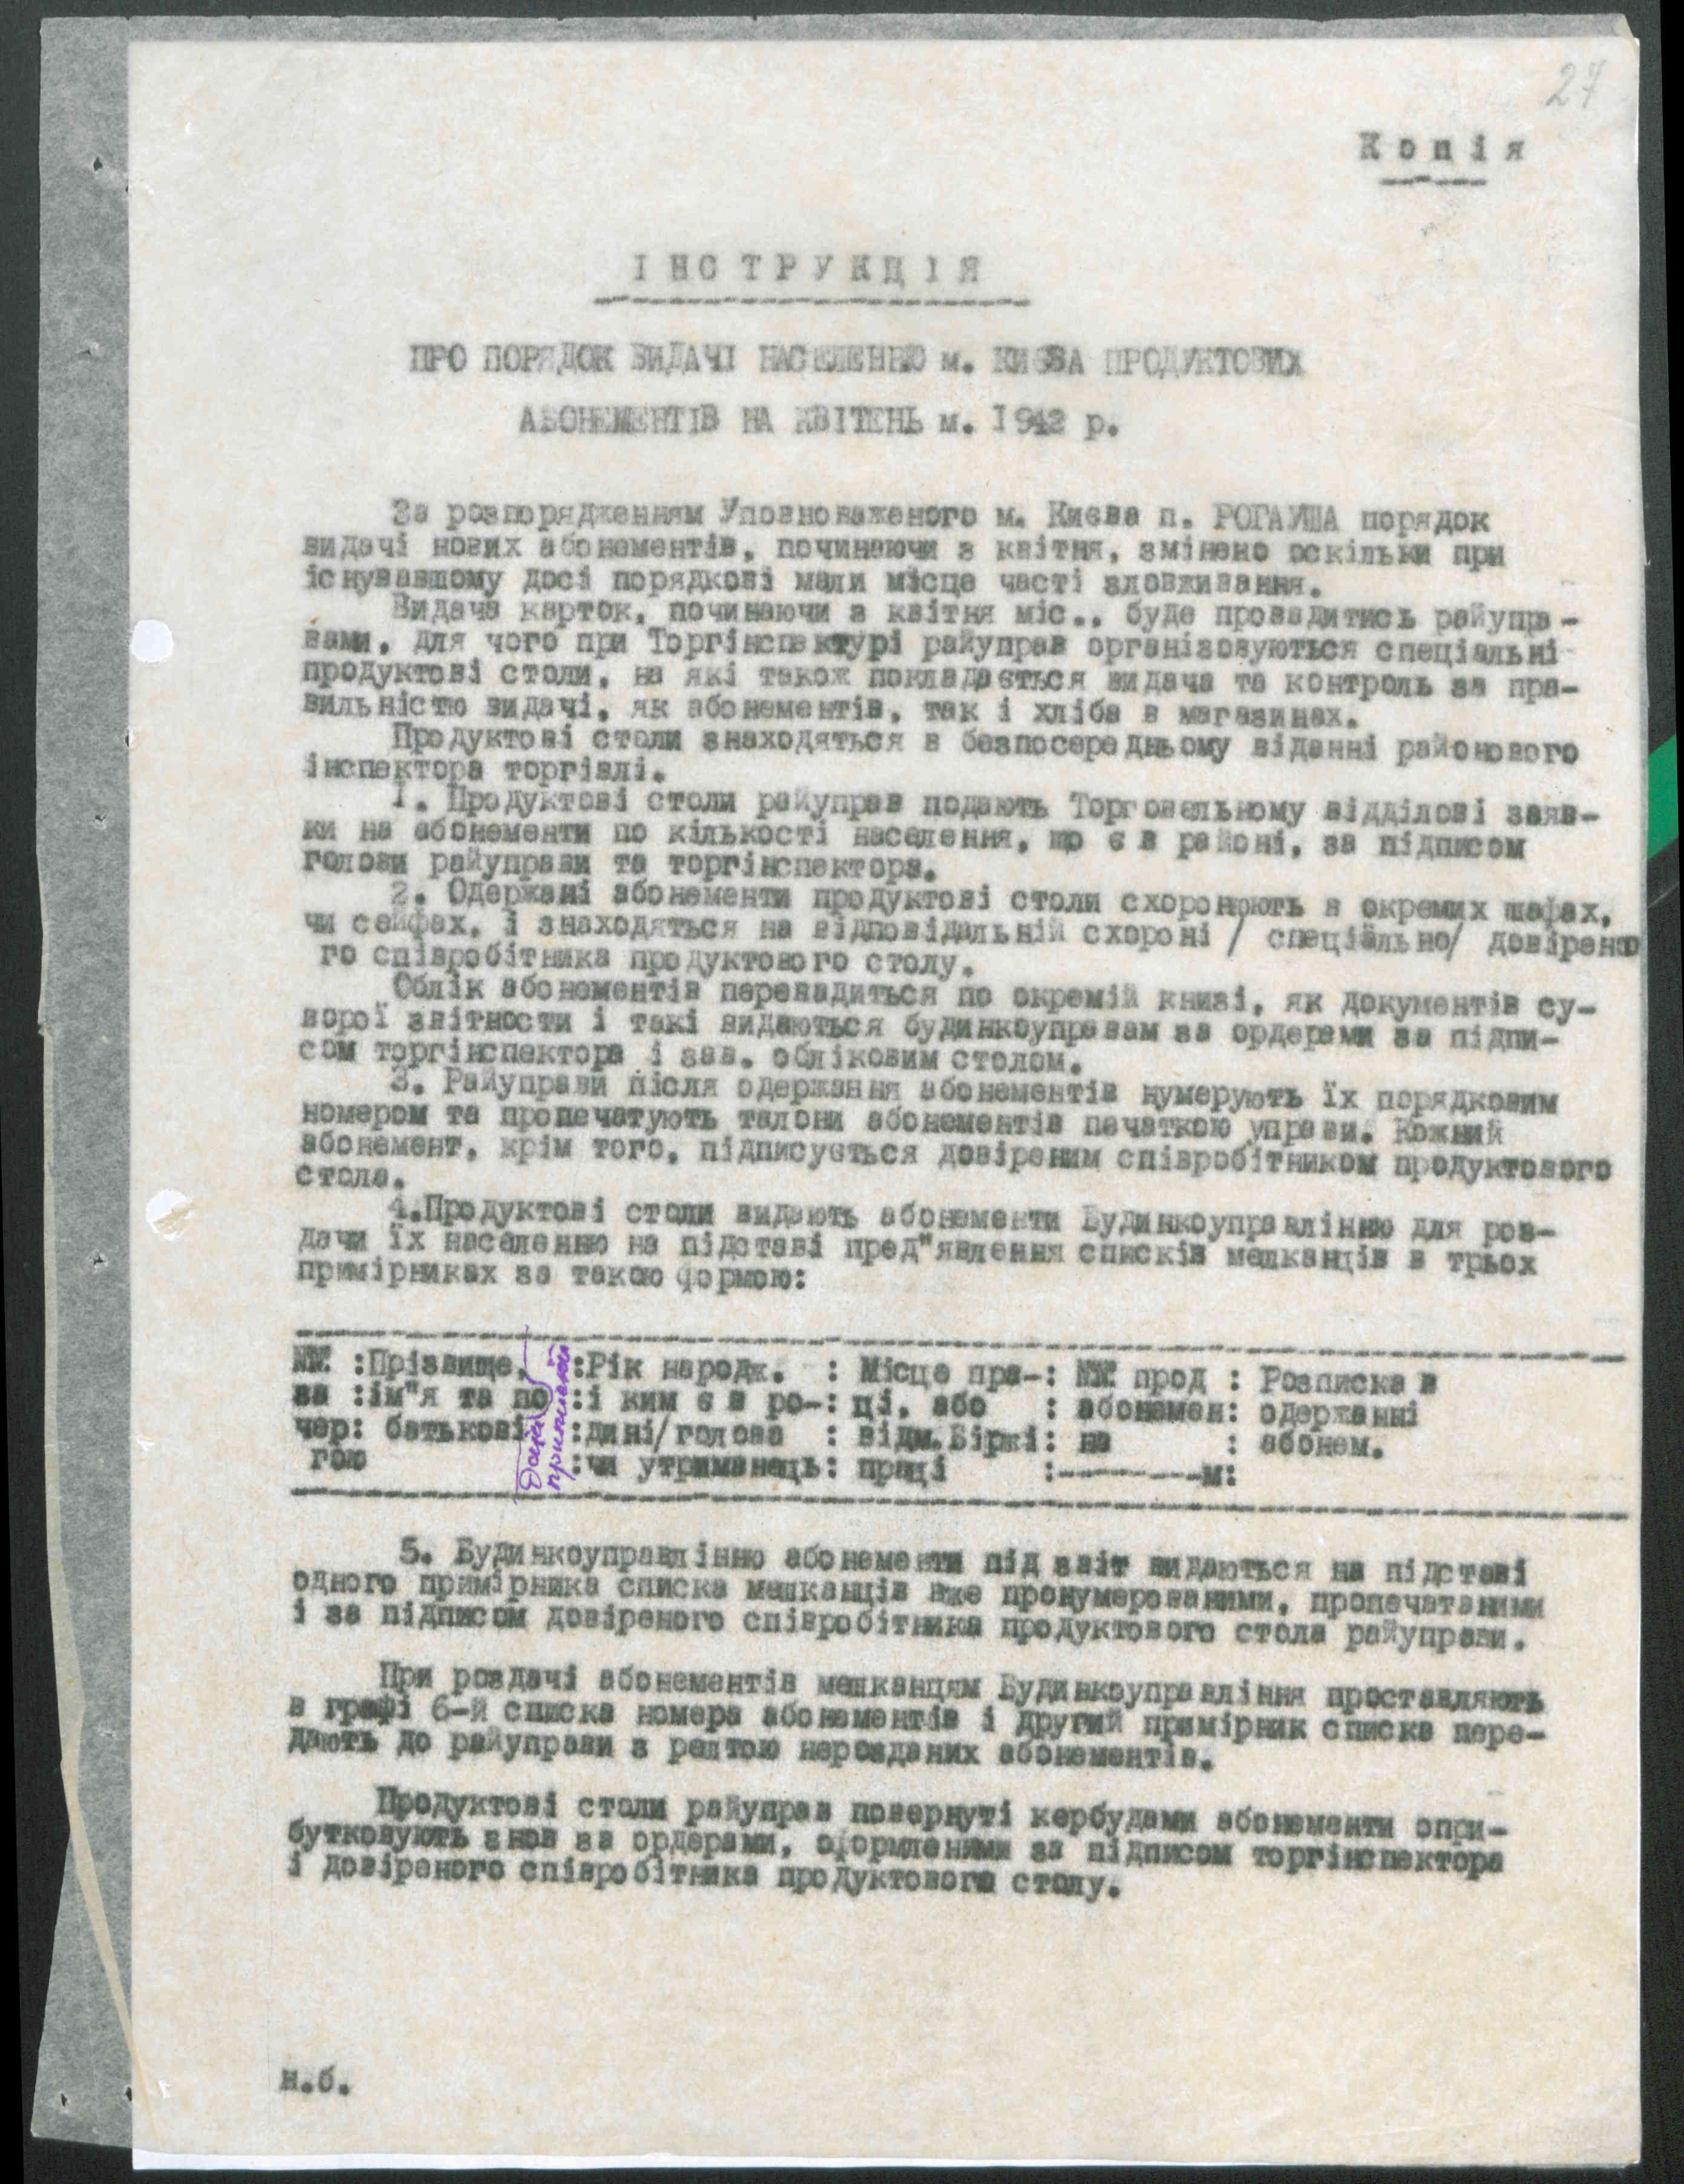 27
Копія
ІНСТРУКЦІЯ
ПРО ПОРЯДОК ВИДАЧІ НАСЕЛЕННЮ м. КИЄВА ПРОДУКТОВИХ
АБОНЕМЕНТІВ НА КВІТЕНЬ м. 1942 р.
За розпорядженням Уповноваженого м. Києва п. РОГАУША порядок
видачі нових абонементів, починаючи з квітня, змінено оскільки при
існувавшому досі порядкові мали місце часті зловживання.
Видача карток, починаючи з квітня міс., буде провадитись райупра-
вами, для чого при Торгінспектурі райуправ організовуються спеціальні
продуктові столи, на які також покладається видача та контроль за пра-
вильністю видачі, як абонементів, так і хліба в магазинах.
Продуктові столи знаходяться в безпосередньому віданні районового
інспектора торгівлі.
1. Продуктові столи райуправ подають Торговельному відділові заяв-
ки на абонементи по кількості населення, що є в районі, за підписом
голови райуправи та торгінспектора.
2. Одержані абонементи продуктові столи схоронюють в окремих шафах,
чи сейфах, і знаходяться на відповідальній схороні / спеціально/ довірено
го співробітника продуктового столу.
Облік абонементів перевадиться по окремій книзі, як документів су-
ворої звітности і такі видаються будинкоуправам за ордерами за підпи-
сом торгінспектора і зав. обліковим столом.
3. Райуправи після одержання абонементів нумерують їх порядковим
номером та пропечатують талони абонементів печаткою управи. Кожний
абонемент, крім того, підписується довіреним співробітником продуктового
стола.
4.Продуктові столи видають абонементи Будинкоуправлінню для роз-
дачи їх населенню на підставі пред"явлення списків мешканців в трьох
примірниках за такою формою:
№№ :Прізвище, :Рік народж. : Місце пра-: №№ прод : Розписка в
за :ім"я та по :і ким є в ро-: ці, або : абонемен: одержанні
чер: батькові :дині/голова : відм.Біржі: на : абонем.
гою :чи утриманець: праці :--------м:
Дата
прописки
5. Будинкоуправлінню абонементи під звіт видаються на підставі
одного примірника списка мешканців вже пронумерованими, пропечатаними
і за підписом довіреного співробітника продуктового стола райуправи.
При роздачі абонементів мешканцям Будинкоуправління проставляють
в графі 6-й списка номера абонементів і другий примірник списка пере-
дають до райуправи з рештою нерозданих абонементів.
Продуктові столи райуправ повернуті кербудами абонементи опри-
бутковують знов за ордерами, оформленими за підписом торгінспектора
і довіреного співробітника продуктового столу.
н.б.